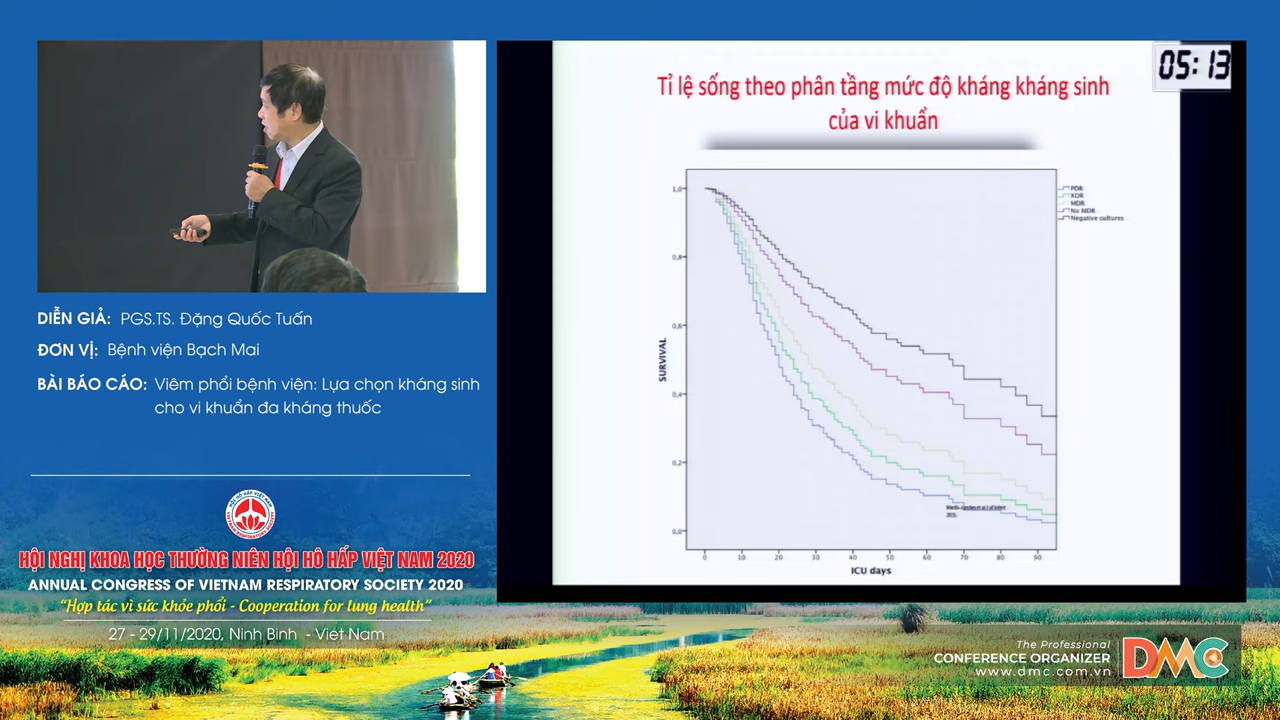 05:13
Tỉ lệ sống theo phân tầng mức độ kháng kháng sinh
của vi khuẩn
PDR
XDR
MDR
No MDR
Negative cultures
SURVIVAL
1,0
0,8
0,6
0,4
0,2
0,0
0 10 20 30 40 50 60 70 80 90
ICU days
DIỄN GIẢ: PGS.TS. Đặng Quốc Tuấn
ĐƠN VỊ: Bệnh viện Bạch Mai
BÀI BÁO CÁO: Viêm phổi bệnh viện: Lựa chọn kháng sinh
cho vi khuẩn đa kháng thuốc
HỘI HÔ HẤP VIỆT NAM
HỘI NGHỊ KHOA HỌC THƯỜNG NIÊN HỘI HÔ HẤP VIỆT NAM 2020
ANNUAL CONGRESS OF VIETNAM RESPIRATORY SOCIETY 2020
“Hợp tác vì sức khỏe phổi - Cooperation for lung health”
27 - 29/11/2020, Ninh Binh - Viet Nam
The Professional
CONFERENCE ORGANIZER
www.dmc.com.vn
DMC